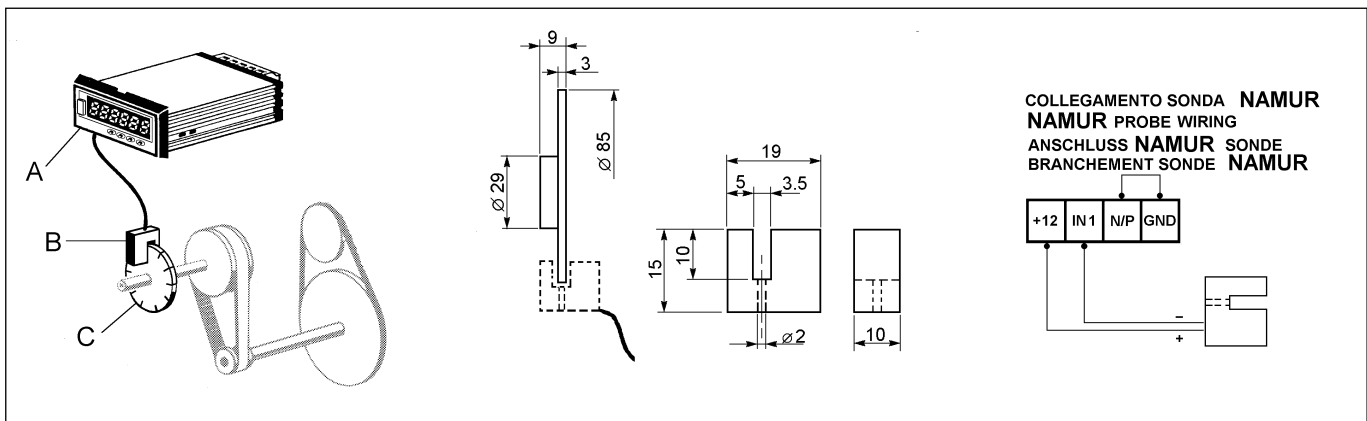 A
B
C
888888
9
3
Ø 85
Ø 29
19
5
3.5
15
10
Ø2
10
COLLEGAMENTO SONDA NAMUR
NAMUR PROBE WIRING
ANSCHLUSS NAMUR SONDE
BRANCHEMENT SONDE NAMUR
+12 IN1 N/P GND
–
+